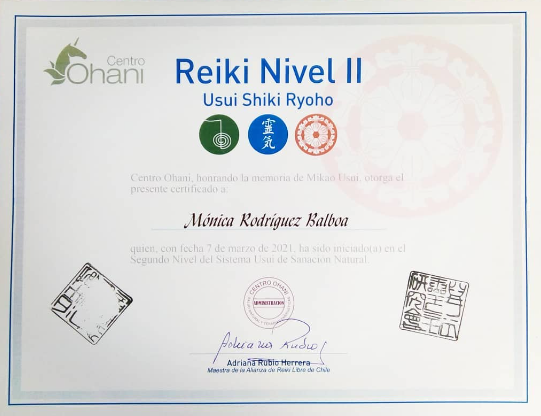 Centro
Ohani
Reiki Nivel II
Usui Shiki Ryoho
靈
気
Centro Ohani, honrando la memoria de Mikao Usui, otorga el
presente certificado a:
Mónica Rodríguez Balboa
quien, con fecha 7 de marzo de 2021, ha sido iniciado(a) en el
Segundo Nivel del Sistema Usui de Sanación Natural.
CENTRO OHANI
ADMINISTRACION
Adriana Rubio Herrera
Maestra de la Alianza de Reiki Libre de Chile